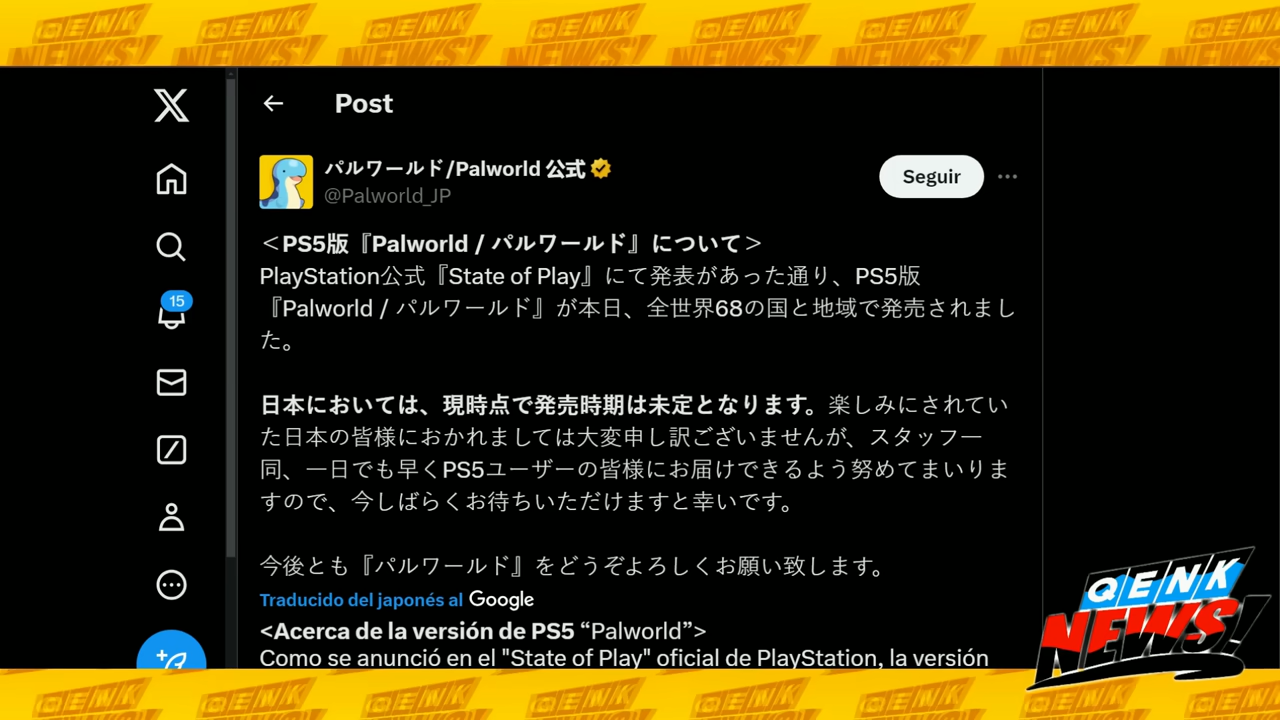 Post
パルワールド/Palworld 公式
@Palworld_JP
Seguir
15
＜PS5版『Palworld / パルワールド』について＞
PlayStation公式『State of Play』にて発表があった通り、PS5版
『Palworld / パルワールド』が本日、全世界68の国と地域で発売されまし
た。
日本においては、現時点で発売時期は未定となります。楽しみにされてい
た日本の皆様におかれましては大変申し訳ございませんが、スタッフ一
同、一日でも早くPS5ユーザーの皆様にお届けできるよう努めてまいりま
すので、今しばらくお待ちいただけますと幸いです。
今後とも『パルワールド』をどうぞよろしくお願い致します。
Traducido del japonés al Google
<Acerca de la versión de PS5 “Palworld”>
Como se anunció en el "State of Play" oficial de PlayStation, la versión
QENK
NEWS!